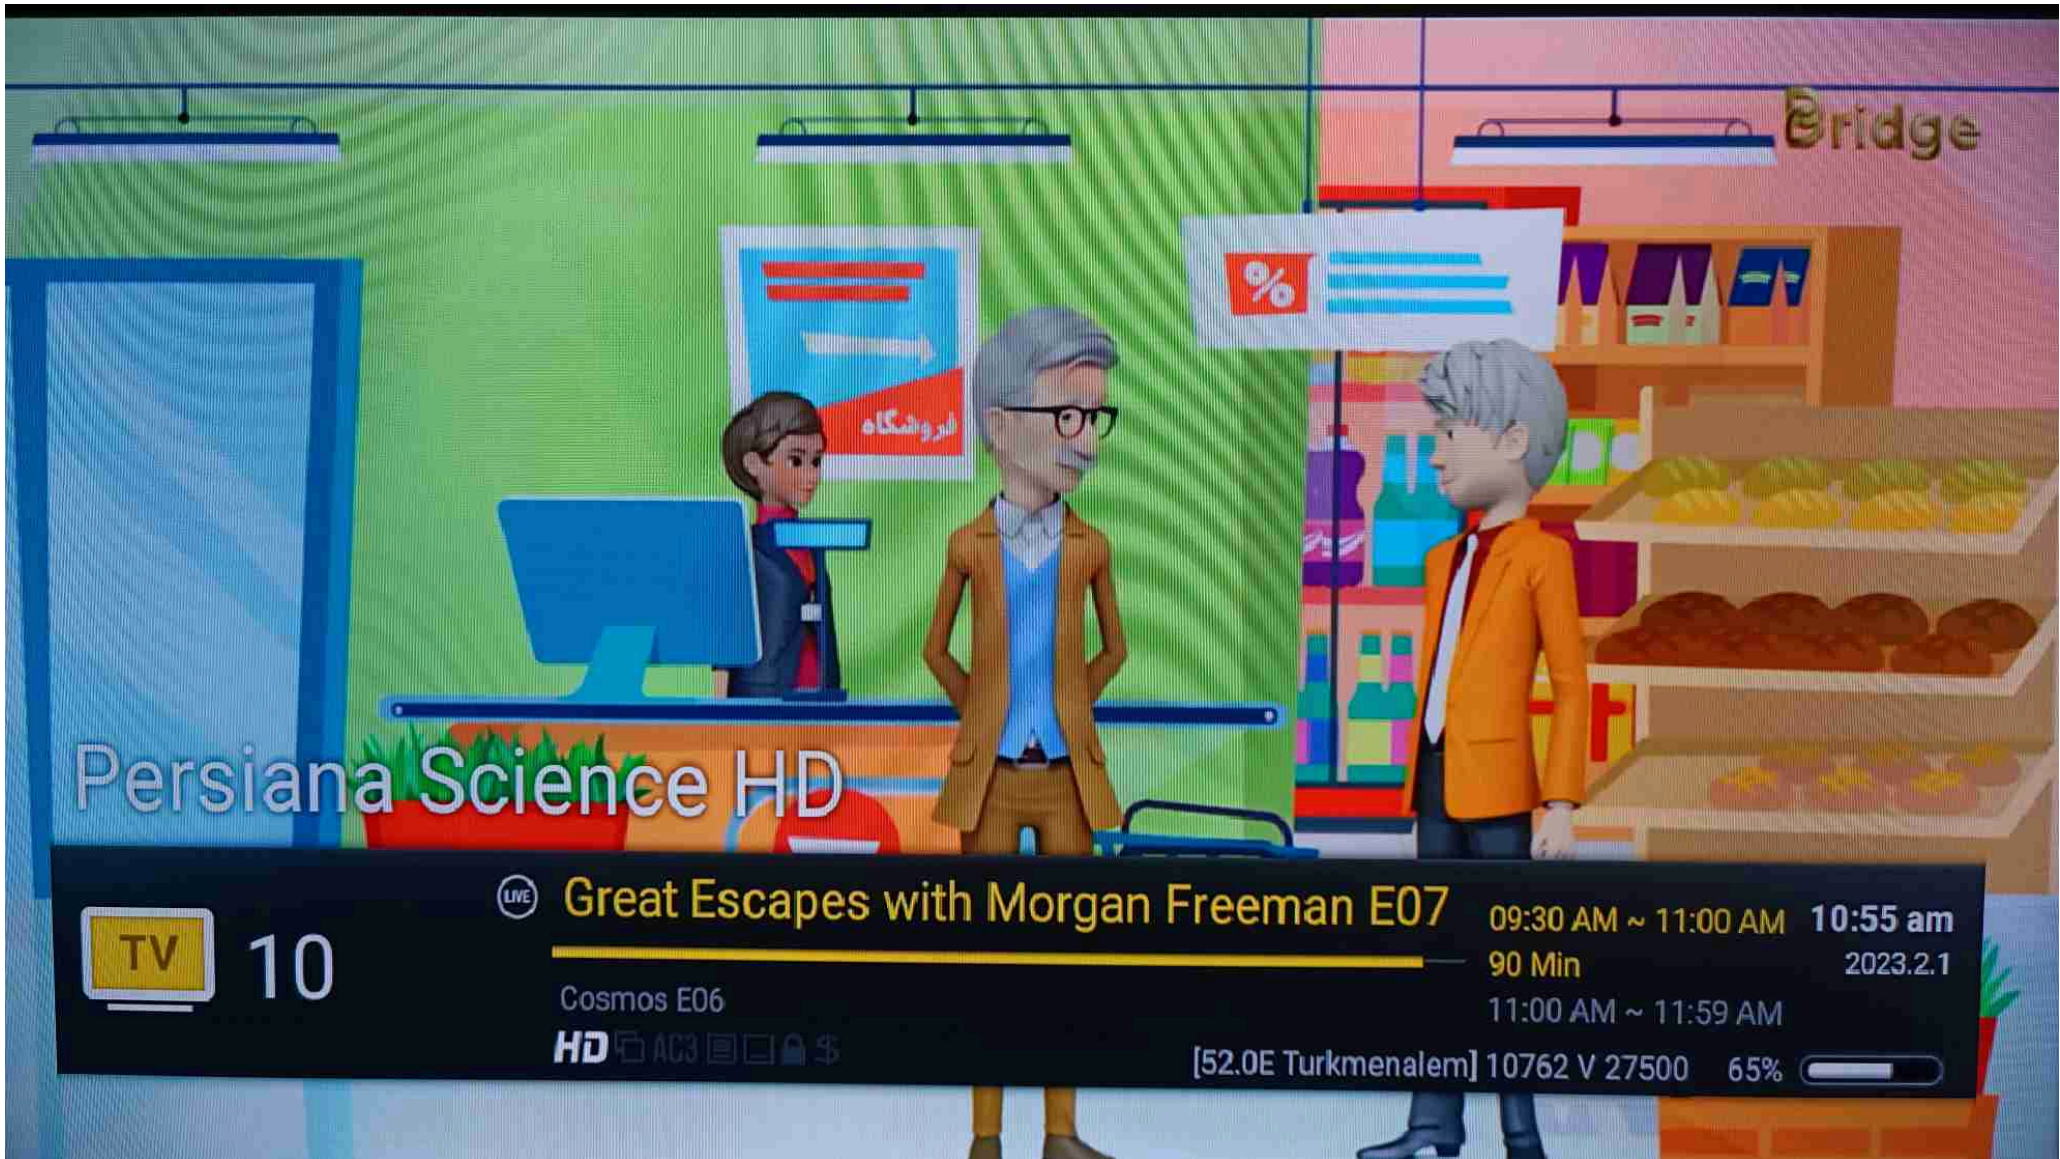 Bridge
%
فروشگاه
Persiana Science HD
LIVE Great Escapes with Morgan Freeman E07
09:30 AM ~ 11:00 AM 10:55 am
TV 10
90 Min 2023.2.1
Cosmos E06
11:00 AM ~ 11:59 AM
HD AC3 $
[52.0E Turkmenalem] 10762 V 27500 65%